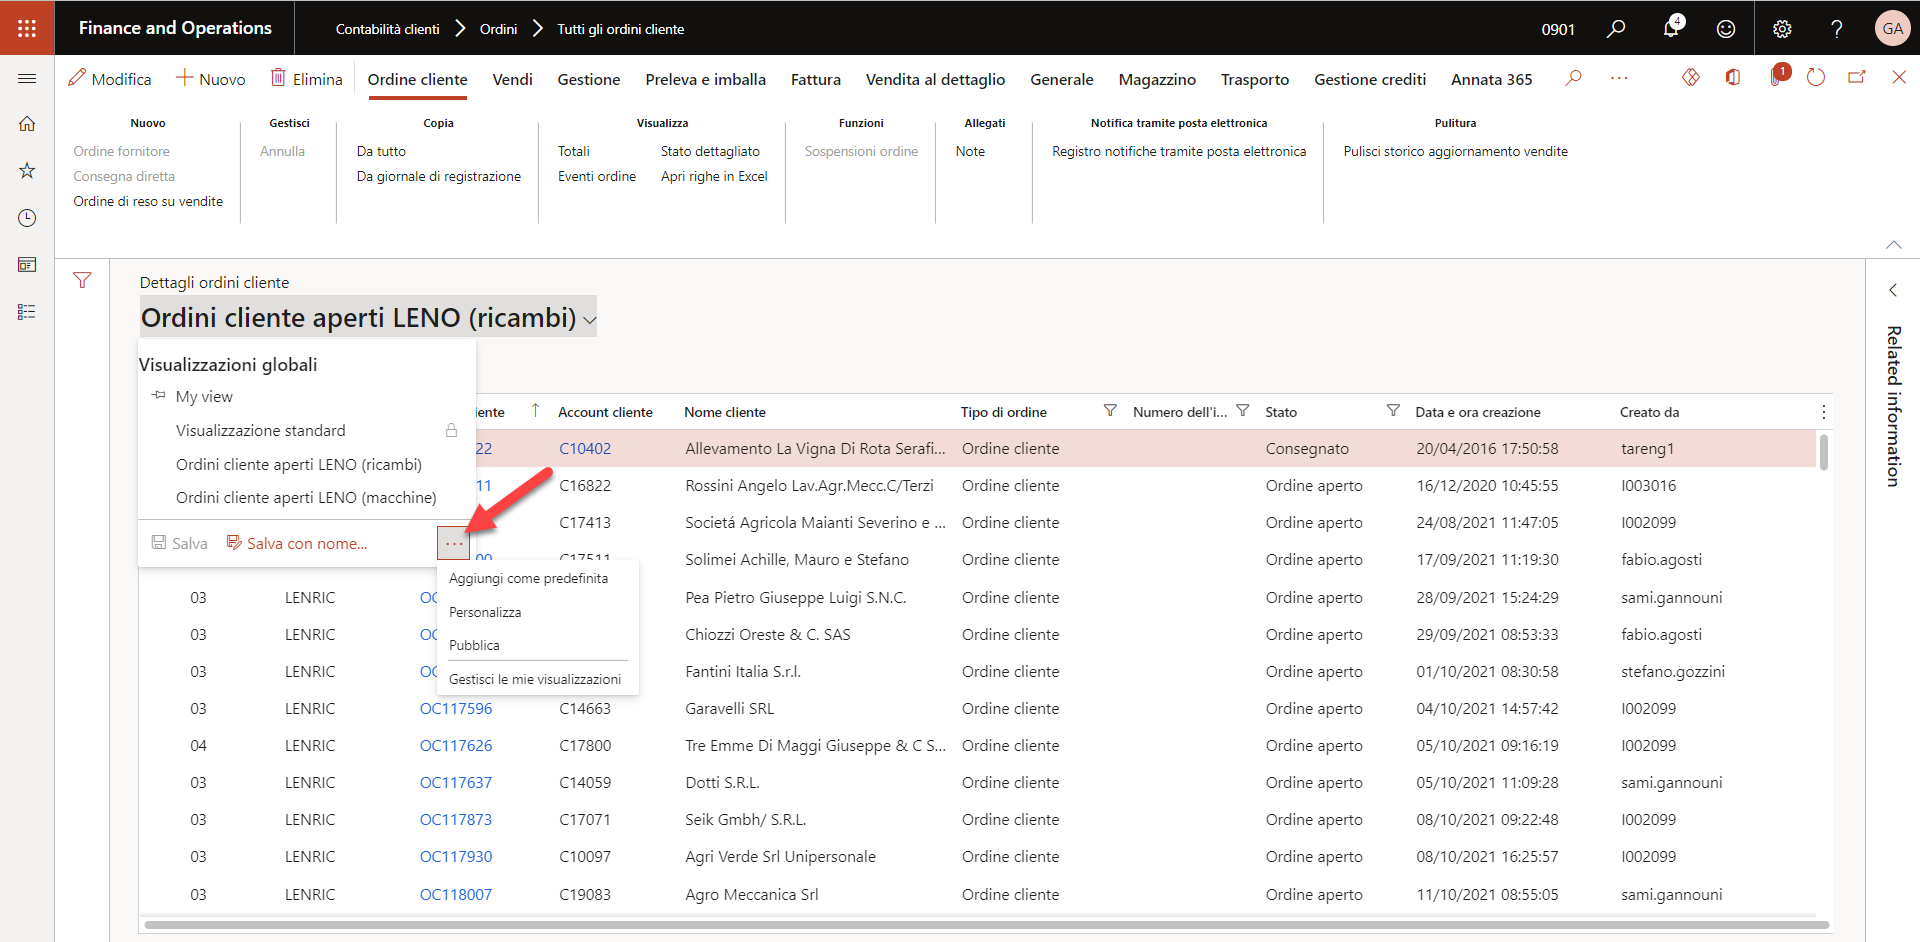 Finance and Operations
Contabilità clienti
Ordini
Tutti gli ordini cliente
0901
4
GA
Modifica
Nuovo
Elimina
Ordine cliente
Vendi
Gestione
Preleva e imballa
Fattura
Vendita al dettaglio
Generale
Magazzino
Trasporto
Gestione crediti
Annata 365
1
Nuovo
Ordine fornitore
Consegna diretta
Ordine di reso su vendite
Gestisci
Annulla
Copia
Da tutto
Da giornale di registrazione
Visualizza
Totali
Eventi ordine
Stato dettagliato
Apri righe in Excel
Funzioni
Sospensioni ordine
Allegati
Note
Notifica tramite posta elettronica
Registro notifiche tramite posta elettronica
Pulitura
Pulisci storico aggiornamento vendite
Dettagli ordini cliente
Ordini cliente aperti LENO (ricambi)
Visualizzazioni globali
My view
Visualizzazione standard
Ordini cliente aperti LENO (ricambi)
Ordini cliente aperti LENO (macchine)
Salva
Salva con nome...
...
Aggiungi come predefinita
Personalizza
Pubblica
Gestisci le mie visualizzazioni
Related information
iente Account cliente Nome cliente Tipo di ordine Numero dell'i... Stato Data e ora creazione Creato da
22 C10402 Allevamento La Vigna Di Rota Serafi... Ordine cliente Consegnato 20/04/2016 17:50:58 tareng1
11 C16822 Rossini Angelo Lav.Agr.Mecc.C/Terzi Ordine cliente Ordine aperto 16/12/2020 10:45:55 I003016
C17413 Societá Agricola Maianti Severino e ... Ordine cliente Ordine aperto 24/08/2021 11:47:05 I002099
00 C17511 Solimei Achille, Mauro e Stefano Ordine cliente Ordine aperto 17/09/2021 11:19:30 fabio.agosti
03 LENRIC OC Pea Pietro Giuseppe Luigi S.N.C. Ordine cliente Ordine aperto 28/09/2021 15:24:29 sami.gannouni
03 LENRIC OC Chiozzi Oreste & C. SAS Ordine cliente Ordine aperto 29/09/2021 08:53:33 fabio.agosti
03 LENRIC OC Fantini Italia S.r.l. Ordine cliente Ordine aperto 01/10/2021 08:30:58 stefano.gozzini
03 LENRIC OC117596 C14663 Garavelli SRL Ordine cliente Ordine aperto 04/10/2021 14:57:42 I002099
04 LENRIC OC117626 C17800 Tre Emme Di Maggi Giuseppe & C S... Ordine cliente Ordine aperto 05/10/2021 09:16:19 I002099
03 LENRIC OC117637 C14059 Dotti S.R.L. Ordine cliente Ordine aperto 05/10/2021 11:09:28 sami.gannouni
03 LENRIC OC117873 C17071 Seik Gmbh/ S.R.L. Ordine cliente Ordine aperto 08/10/2021 09:22:48 I002099
03 LENRIC OC117930 C10097 Agri Verde Srl Unipersonale Ordine cliente Ordine aperto 08/10/2021 16:25:57 I002099
03 LENRIC OC118007 C19083 Agro Meccanica Srl Ordine cliente Ordine aperto 11/10/2021 08:55:05 sami.gannouni